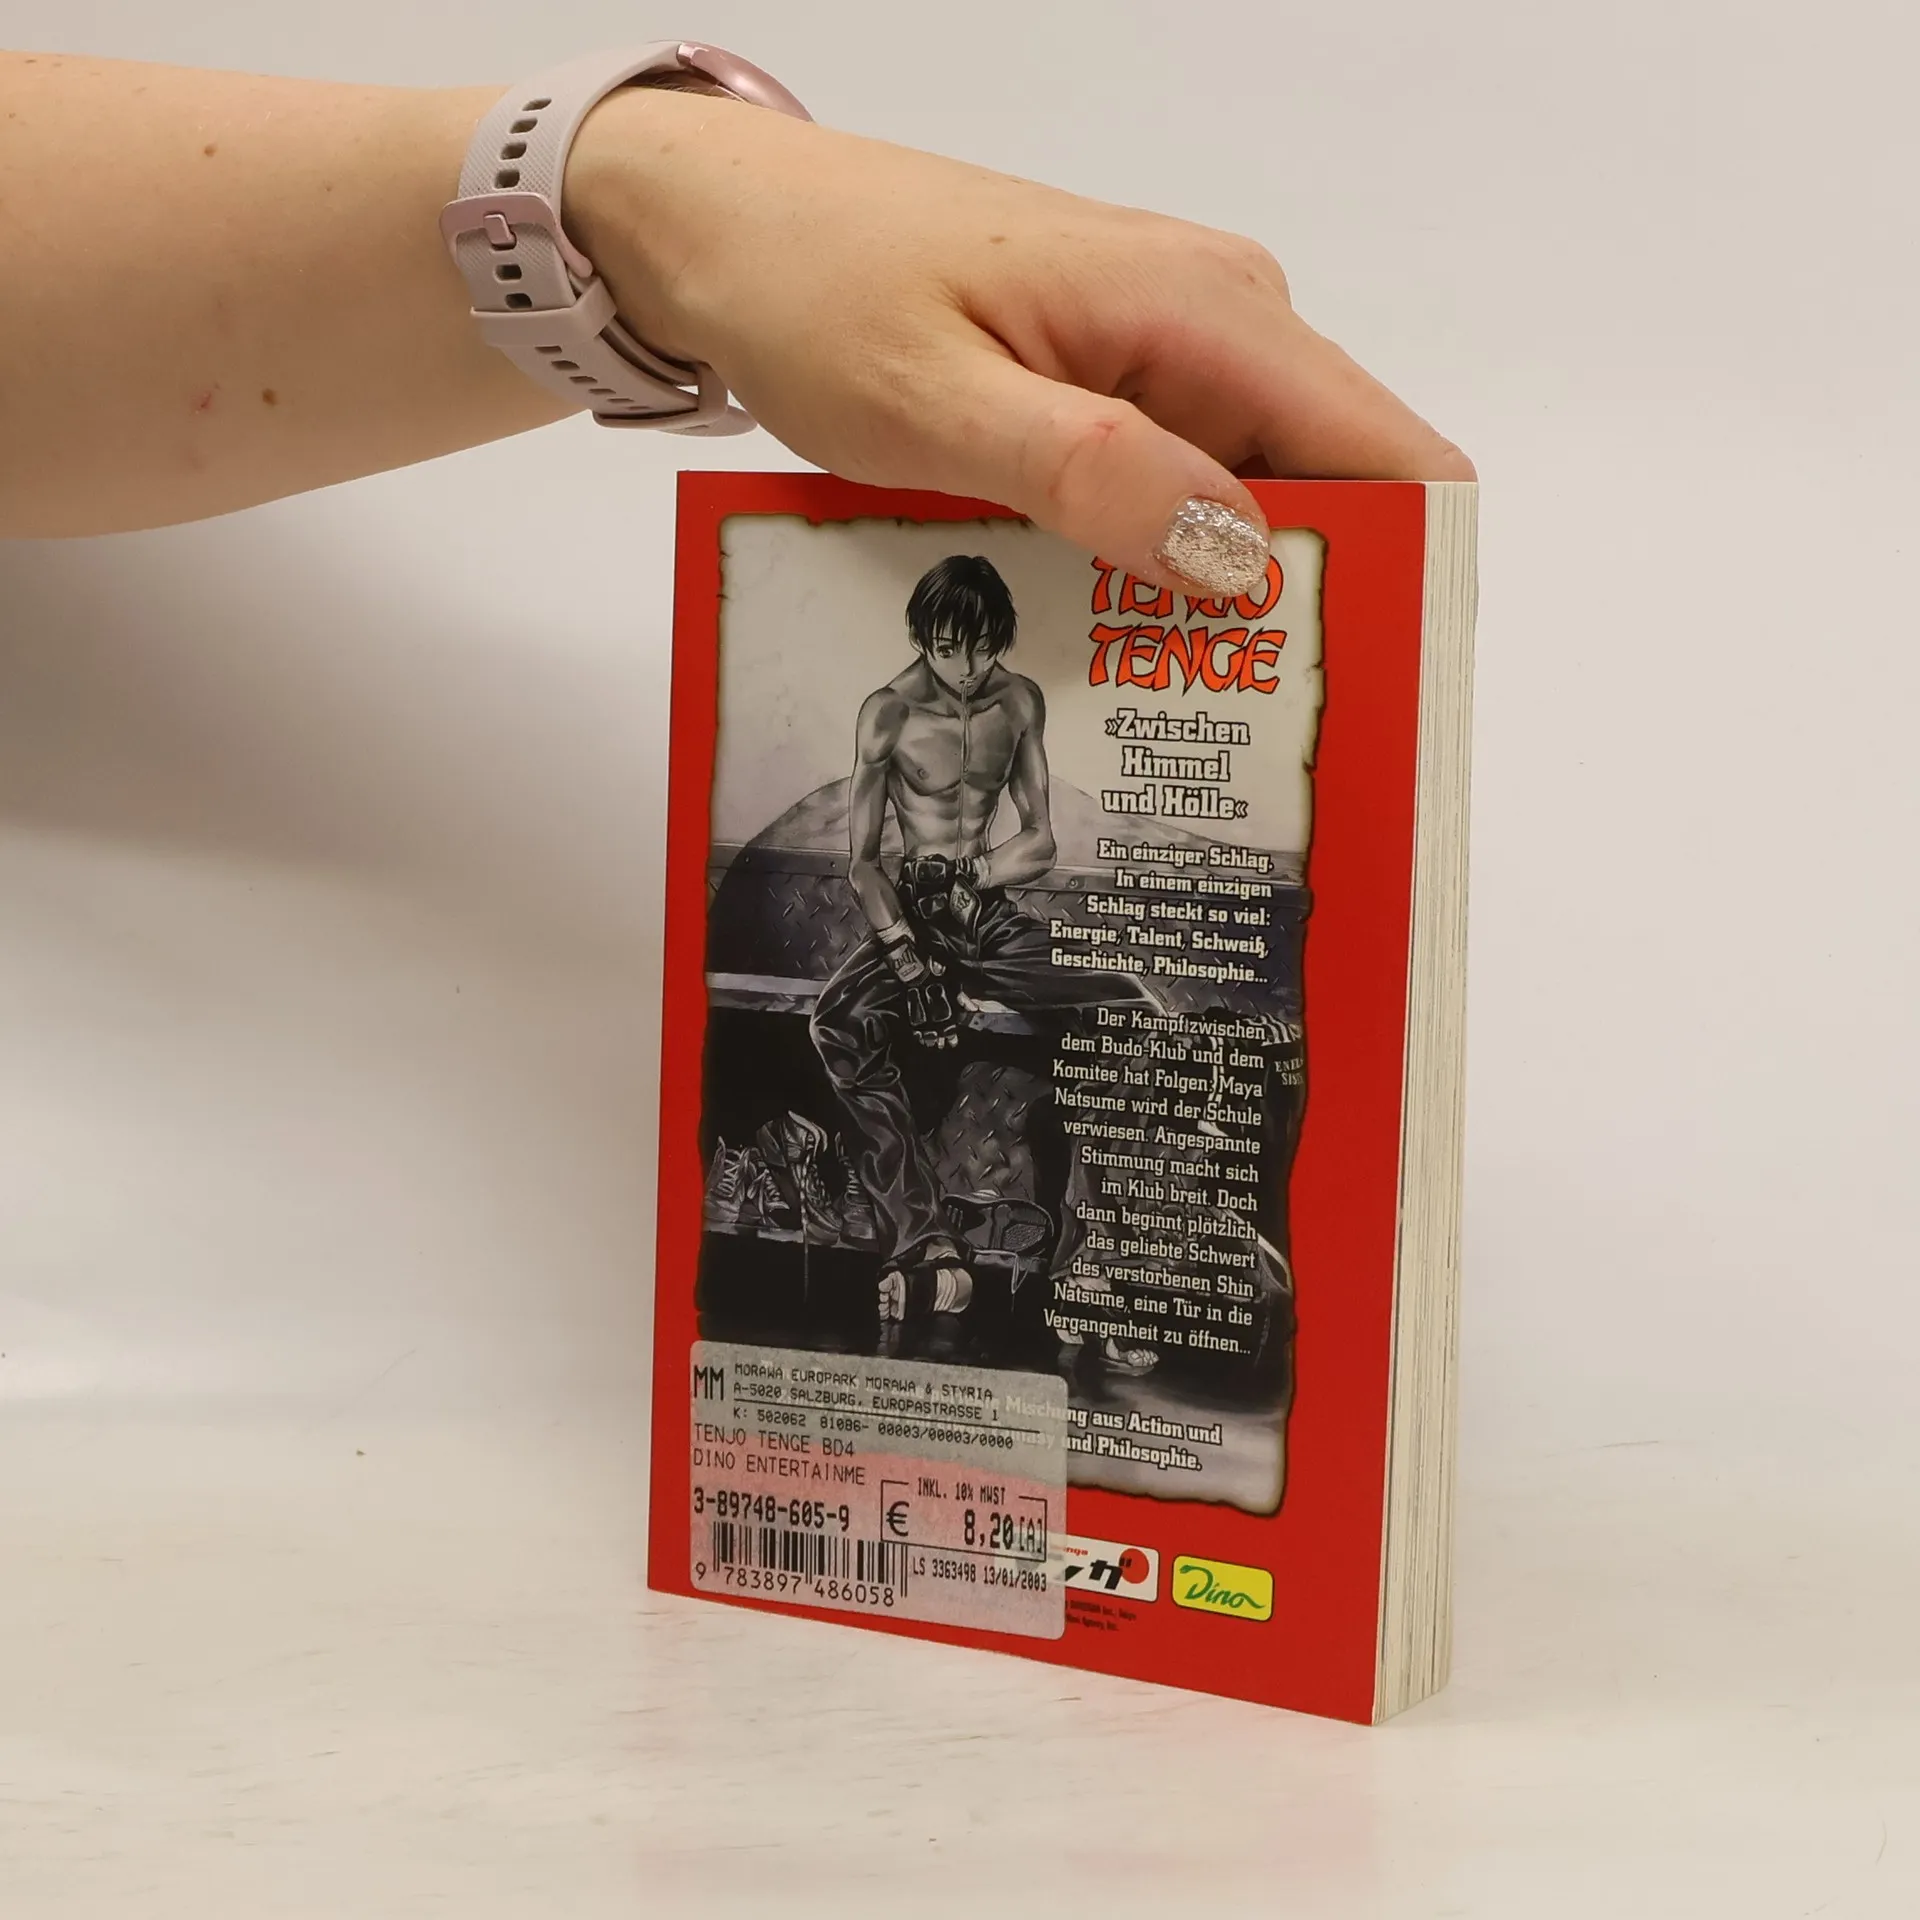 TENJO
TENGE
»Zwischen
Himmel
und Hölle«
Ein einziger Schlag.
In einem einzigen
Schlag steckt so viel:
Energie, Talent, Schweiß,
Geschichte, Philosophie...
Der Kampf zwischen
dem Budo-Klub und dem
Komitee hat Folgen: Maya
Natsume wird der Schule
verwiesen. Angespannte
Stimmung macht sich
im Klub breit. Doch
dann beginnt plötzlich
das geliebte Schwert
des verstorbenen Shin
Natsume, eine Tür in die
Vergangenheit zu öffnen...
Mischung aus Action und
und Philosophie.
MM
MORAWA EUROPARK MORAWA & STYRIA
A-5020 SALZBURG, EUROPASTRASSE 1
K: 502062 81086- 00003/00003/0000
TENJO TENGE BD4
DINO ENTERTAINME
3-89748-605-9
INKL. 10% MWST
€ 8,20[A]
LS 3363498 13/01/2003
9 783897 486058
Dino